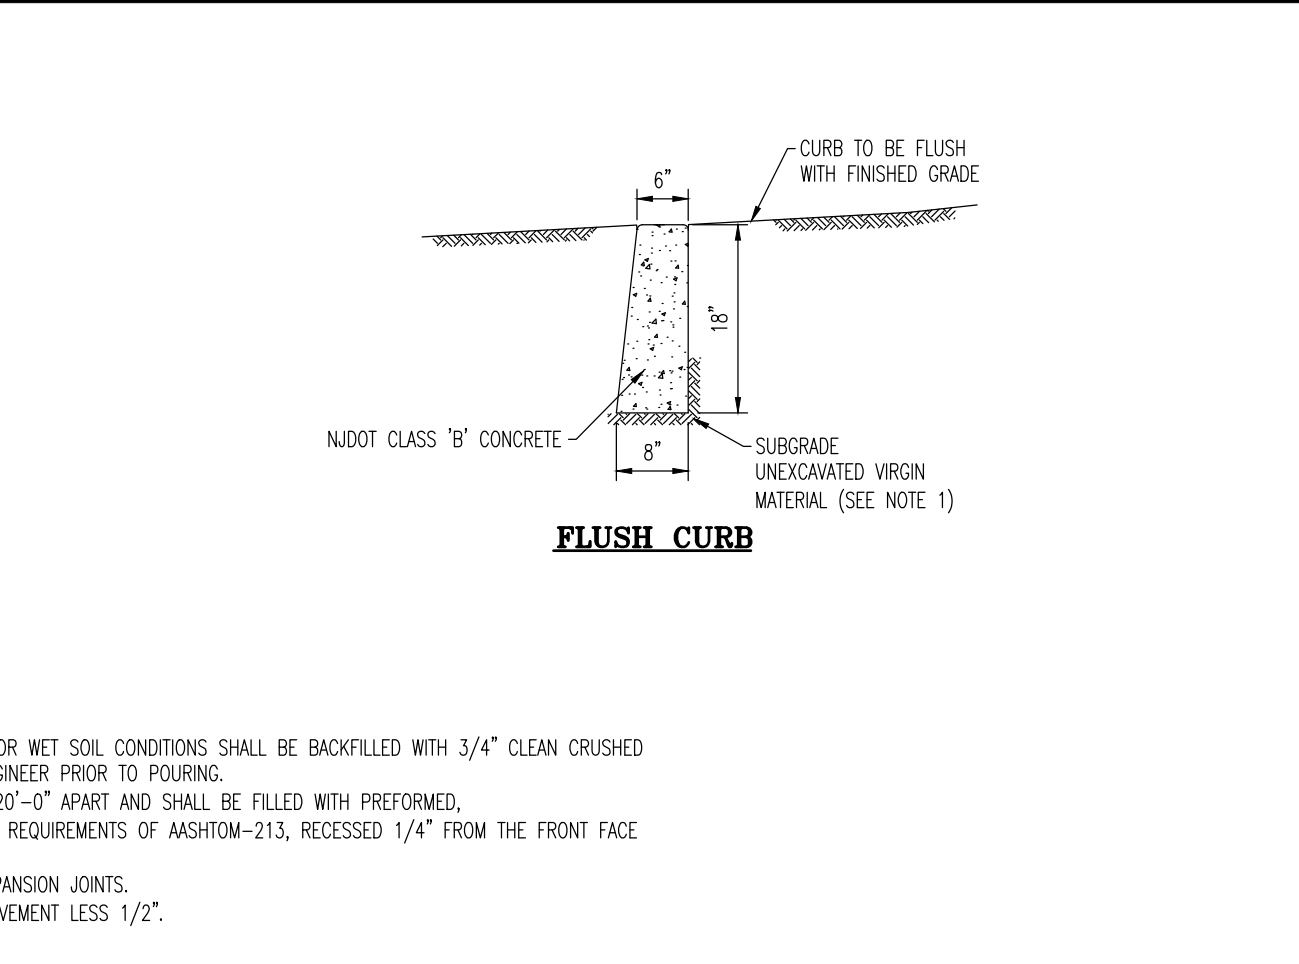 CURB TO BE FLUSH
WITH FINISHED GRADE
6"
18"
NJDOT CLASS 'B' CONCRETE
8"
SUBGRADE
UNEXCAVATED VIRGIN
MATERIAL (SEE NOTE 1)
FLUSH CURB
OR WET SOIL CONDITIONS SHALL BE BACKFILLED WITH 3/4" CLEAN CRUSHED
GINEER PRIOR TO POURING.
20'-0" APART AND SHALL BE FILLED WITH PREFORMED,
REQUIREMENTS OF AASHTOM-213, RECESSED 1/4" FROM THE FRONT FACE
PANSION JOINTS.
VEMENT LESS 1/2".